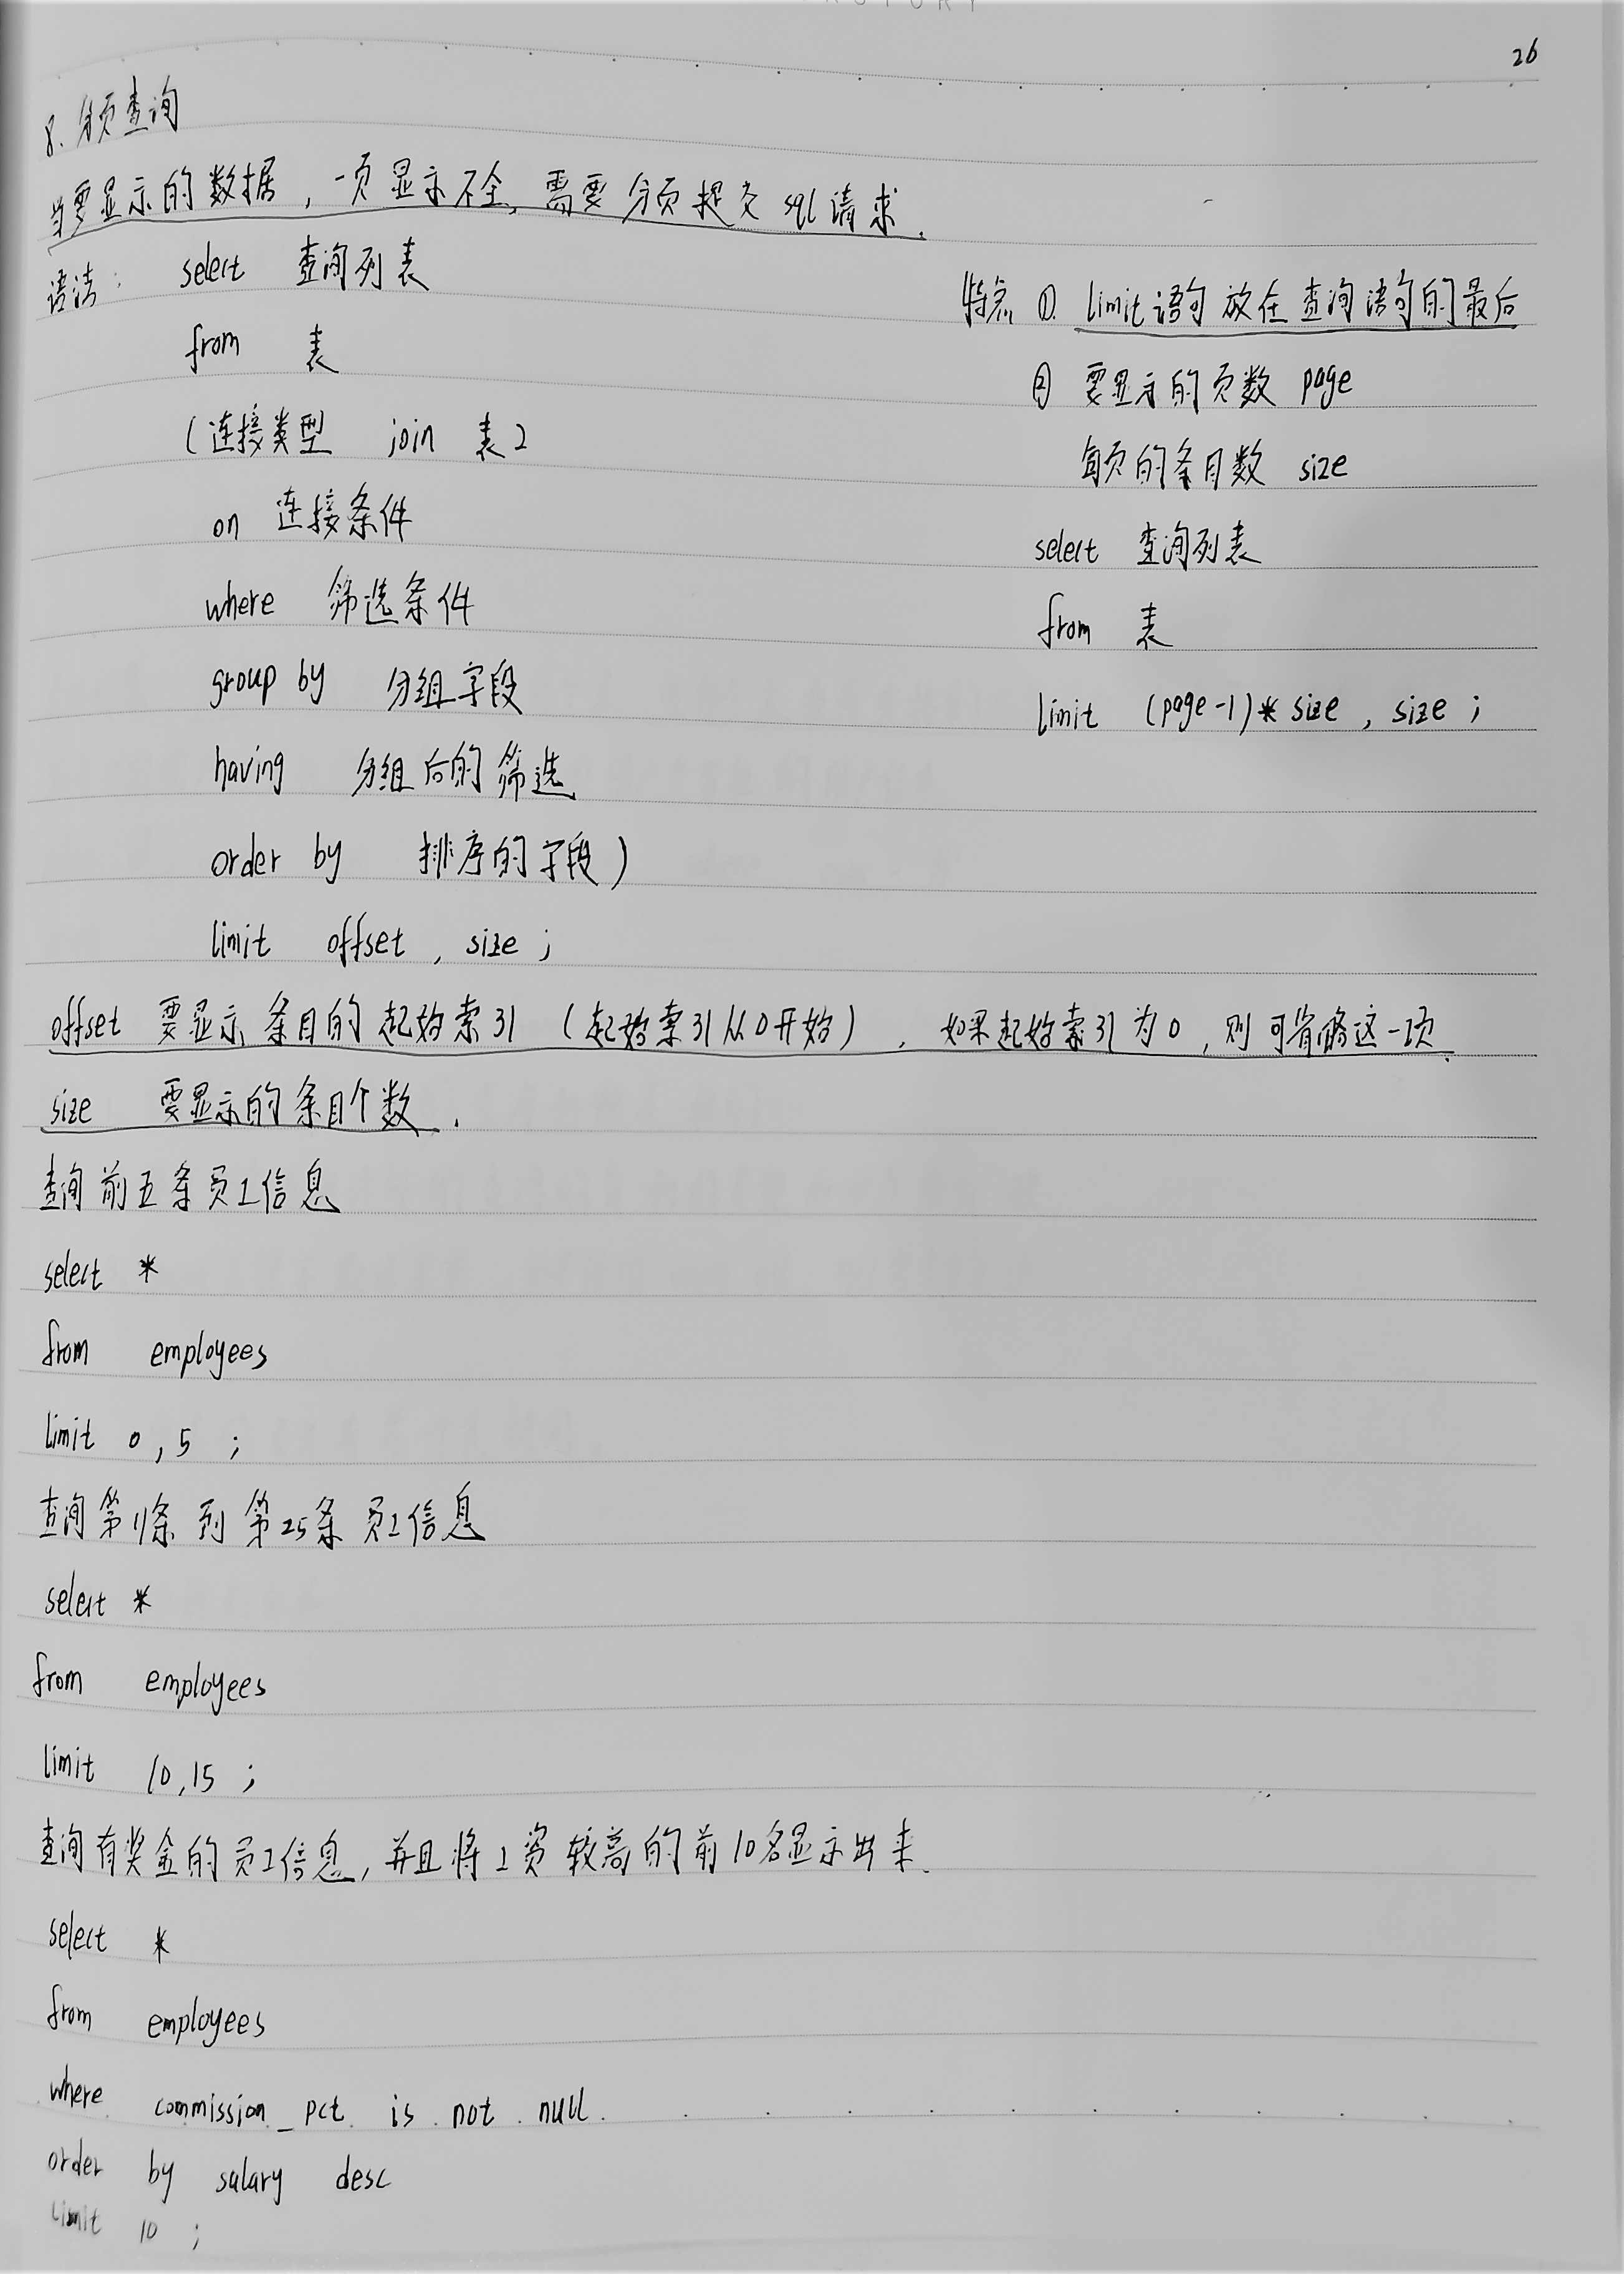 26
8. 分页查询
当要显示的数据，一页显示不全，需要分页提交sql请求.
语法： select 查询列表
from 表
(连接类型 join 表2
on 连接条件
where 筛选条件
group by 分组字段
having 分组后的筛选
order by 排序的字段)
limit offset , size ;
特点 ①. limit语句放在查询语句的最后
② 要显示的页数 page
每页的条目数 size
select 查询列表
from 表
limit (page-1)* size , size ;
offset 要显示条目的起始索引 (起始索引从0开始) , 如果起始索引为0 , 则可省略这一项.
size 要显示的条目个数 .
查询前五条员工信息
select *
from employees
limit 0 , 5 ;
查询第11条到第25条员工信息
select *
from employees
limit 10,15 ;
查询有奖金的员工信息, 并且将工资较高的前10名显示出来.
select *
from employees
where commission_pct is not null
order by salary desc
limit 10 ;